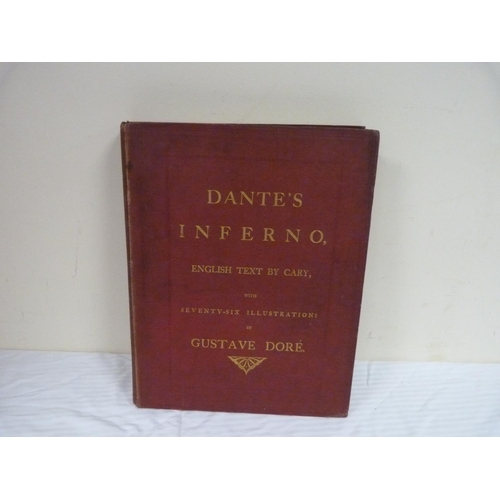 DANTE'S
INFERNO,
ENGLISH TEXT BY CARY,
WITH
SEVENTY-SIX ILLUSTRATIONS
BY
GUSTAVE DORÉ.